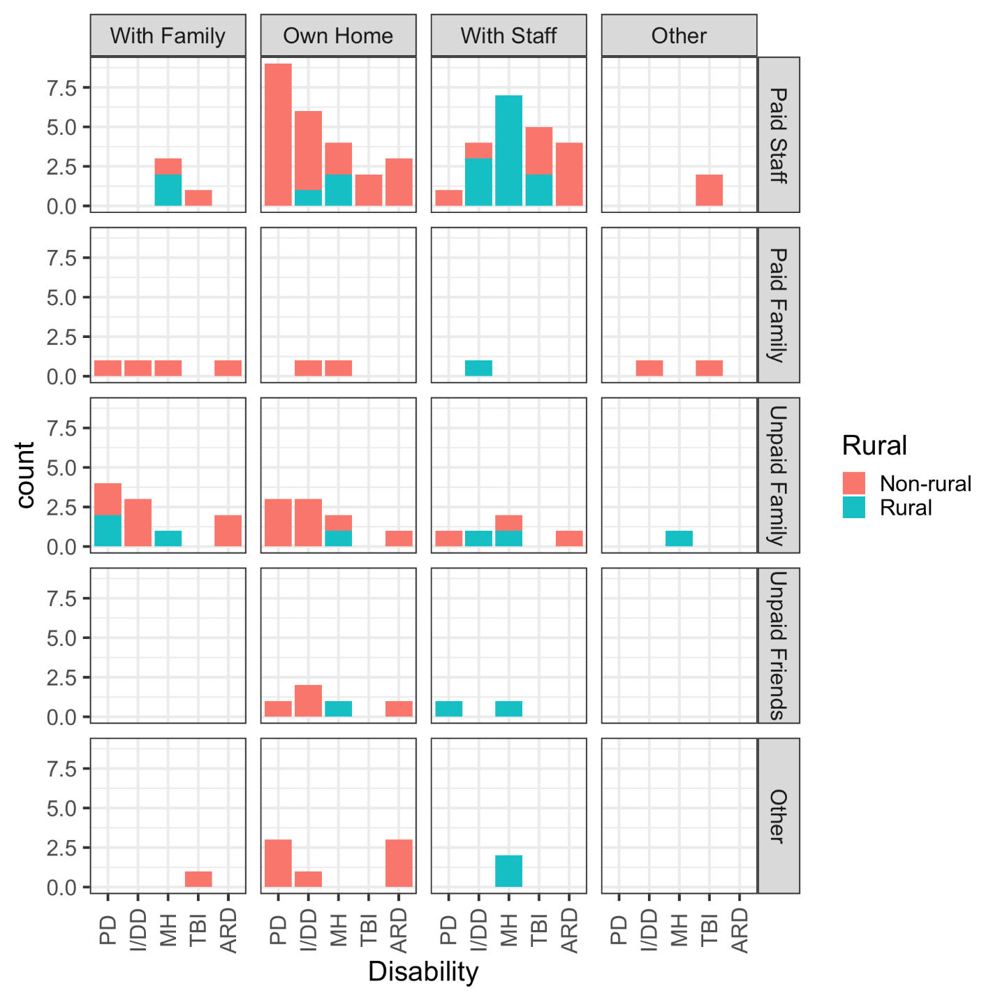 With Family Own Home With Staff Other
7.5
5.0
2.5
0.0
Paid Staff
7.5
5.0
2.5
0.0
Paid Family
7.5
5.0
2.5
0.0
Unpaid Family
7.5
5.0
2.5
0.0
Unpaid Friends
7.5
5.0
2.5
0.0
Other
count
PD I/DD MH TBI ARD PD I/DD MH TBI ARD PD I/DD MH TBI ARD PD I/DD MH TBI ARD
Disability
Rural
Non-rural
Rural